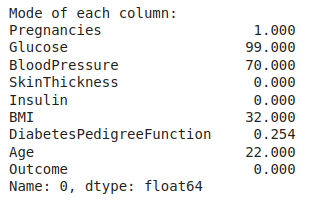 Mode of each column:
Pregnancies 1.000
Glucose 99.000
BloodPressure 70.000
SkinThickness 0.000
Insulin 0.000
BMI 32.000
DiabetesPedigreeFunction 0.254
Age 22.000
Outcome 0.000
Name: 0, dtype: float64